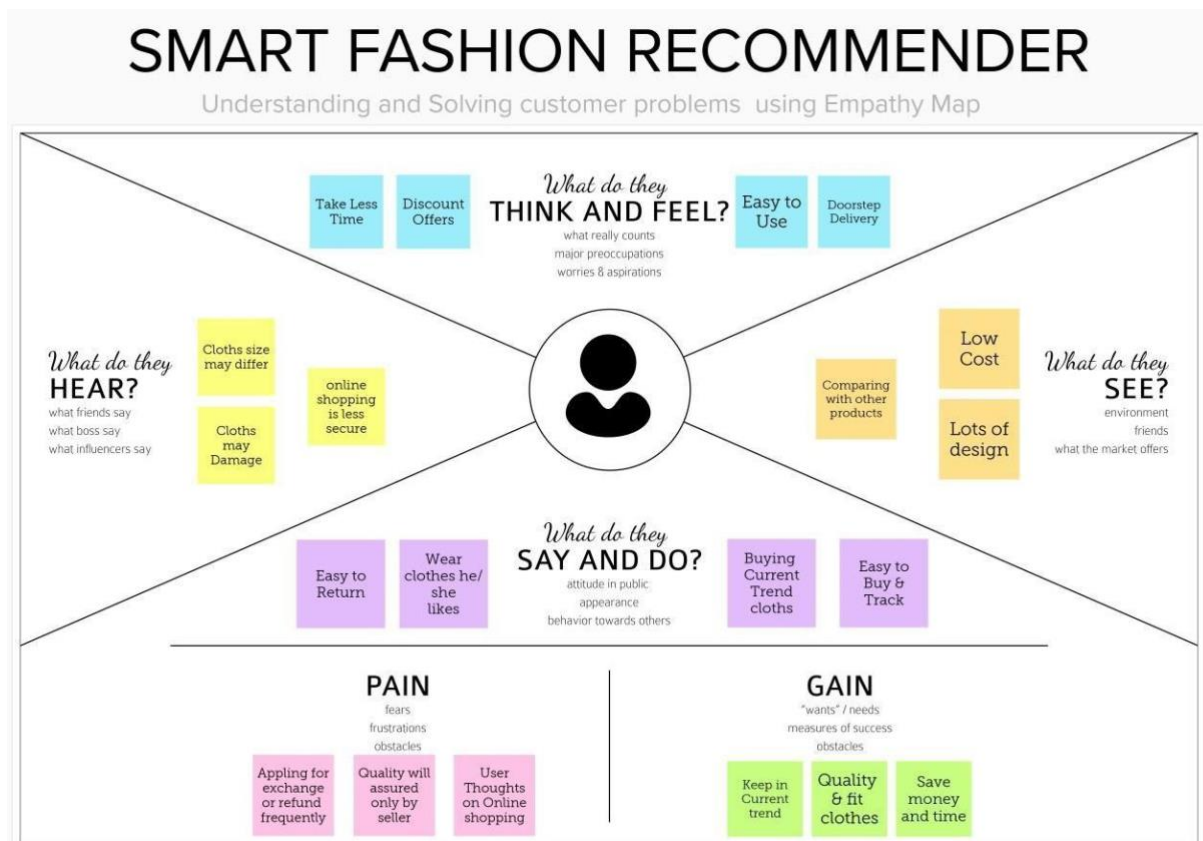 SMART FASHION RECOMMENDER
Understanding and Solving customer problems using Empathy Map
Take Less
Time
Discount
Offers
What do they
THINK AND FEEL?
what really counts
major preoccupations
worries & aspirations
Easy to
Use
Doorstep
Delivery
What do they
HEAR?
what friends say
what boss say
what influencers say
Cloths size
may differ
Cloths
may
Damage
online
shopping
is less
secure
Comparing
with other
products
Low
Cost
Lots of
design
What do they
SEE?
environment
friends
what the market offers
Easy to
Return
Wear
clothes he/
she
likes
What do they
SAY AND DO?
attitude in public
appearance
behavior towards others
Buying
Current
Trend
cloths
Easy to
Buy &
Track
PAIN
fears
frustrations
obstacles
Appling for
exchange
or refund
frequently
Quality will
assured
only by
seller
User
Thoughts
on Online
shopping
GAIN
"wants" / needs
measures of success
obstacles
Keep in
Current
trend
Quality
& fit
clothes
Save
money
and time